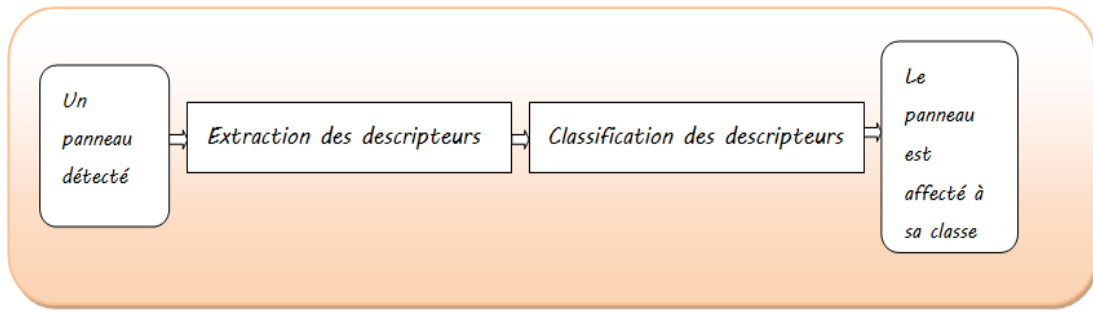 Un
panneau
détecté
Extraction des descripteurs
Classification des descripteurs
Le
panneau
est
affecté à
sa classe